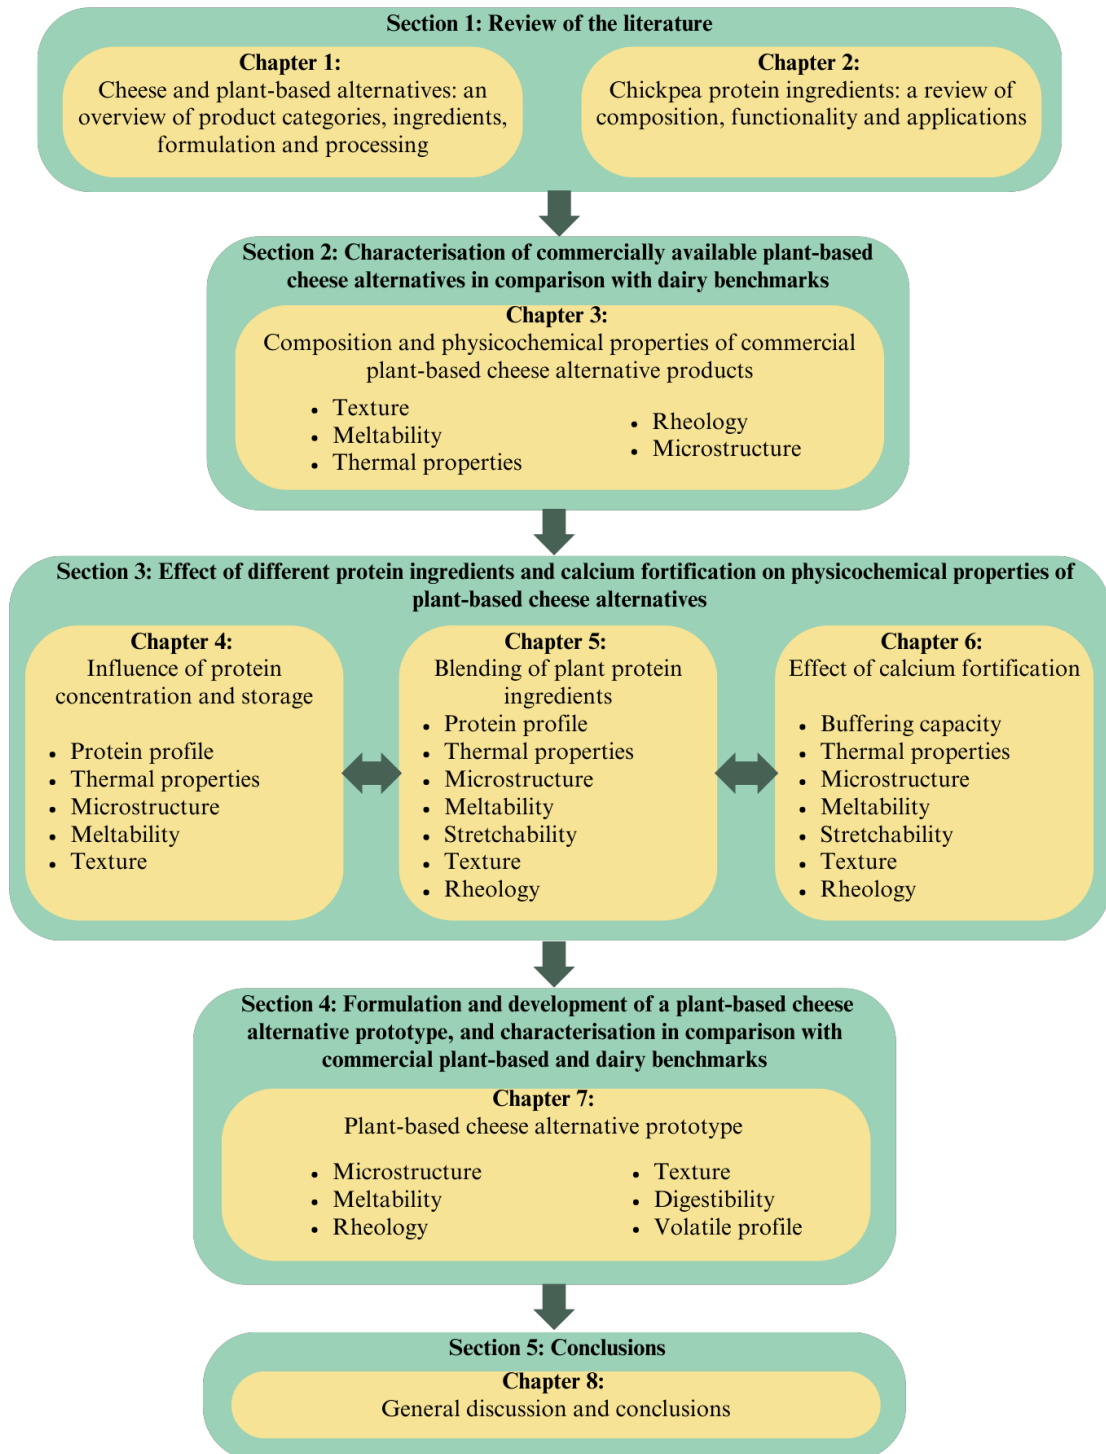 Section 1: Review of the literature
Chapter 1:
Cheese and plant-based alternatives: an
overview of product categories, ingredients,
formulation and processing
Chapter 2:
Chickpea protein ingredients: a review of
composition, functionality and applications
Section 2: Characterisation of commercially available plant-based
cheese alternatives in comparison with dairy benchmarks
Chapter 3:
Composition and physicochemical properties of commercial
plant-based cheese alternative products
• Texture
• Meltability
• Thermal properties
• Rheology
• Microstructure
Section 3: Effect of different protein ingredients and calcium fortification on physicochemical properties of
plant-based cheese alternatives
Chapter 4:
Influence of protein
concentration and storage
• Protein profile
• Thermal properties
• Microstructure
• Meltability
• Texture
Chapter 5:
Blending of plant protein
ingredients
• Protein profile
• Thermal properties
• Microstructure
• Meltability
• Stretchability
• Texture
• Rheology
Chapter 6:
Effect of calcium fortification
• Buffering capacity
• Thermal properties
• Microstructure
• Meltability
• Stretchability
• Texture
• Rheology
Section 4: Formulation and development of a plant-based cheese
alternative prototype, and characterisation in comparison with
commercial plant-based and dairy benchmarks
Chapter 7:
Plant-based cheese alternative prototype
• Microstructure
• Meltability
• Rheology
• Texture
• Digestibility
• Volatile profile
Section 5: Conclusions
Chapter 8:
General discussion and conclusions